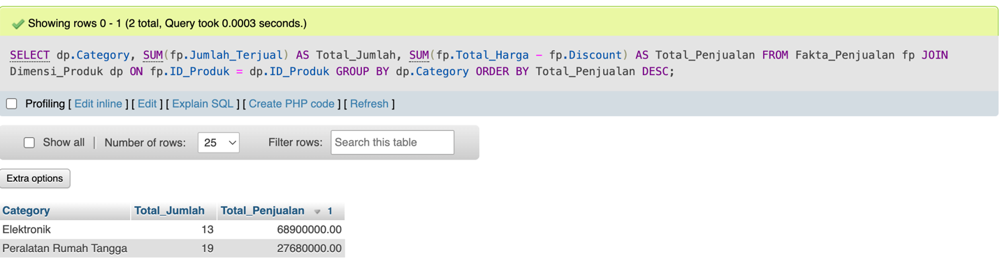 Showing rows 0 - 1 (2 total, Query took 0.0003 seconds.)
SELECT dp.Category, SUM(fp.Jumlah_Terjual) AS Total_Jumlah, SUM(fp.Total_Harga - fp.Discount) AS Total_Penjualan FROM Fakta_Penjualan fp JOIN
Dimensi_Produk dp ON fp.ID_Produk = dp.ID_Produk GROUP BY dp.Category ORDER BY Total_Penjualan DESC;
Profiling [ Edit inline ] [ Edit ] [ Explain SQL ] [ Create PHP code ] [ Refresh ]
Show all | Number of rows: 25 Filter rows: Search this table
Extra options
Category Total_Jumlah Total_Penjualan 1
Elektronik 13 68900000.00
Peralatan Rumah Tangga 19 27680000.00